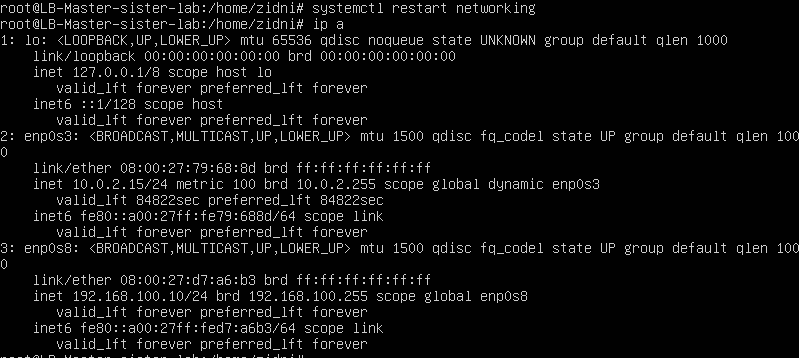 root@LB-Master-sister-lab:/home/zidni# systemctl restart networking
root@LB-Master-sister-lab:/home/zidni# ip a
1: lo: <LOOPBACK,UP,LOWER_UP> mtu 65536 qdisc noqueue state UNKNOWN group default qlen 1000
    link/loopback 00:00:00:00:00:00 brd 00:00:00:00:00:00
    inet 127.0.0.1/8 scope host lo
       valid_lft forever preferred_lft forever
    inet6 ::1/128 scope host
       valid_lft forever preferred_lft forever
2: enp0s3: <BROADCAST,MULTICAST,UP,LOWER_UP> mtu 1500 qdisc fq_codel state UP group default qlen 100
0
    link/ether 08:00:27:79:68:8d brd ff:ff:ff:ff:ff:ff
    inet 10.0.2.15/24 metric 100 brd 10.0.2.255 scope global dynamic enp0s3
       valid_lft 84822sec preferred_lft 84822sec
    inet6 fe80::a00:27ff:fe79:688d/64 scope link
       valid_lft forever preferred_lft forever
3: enp0s8: <BROADCAST,MULTICAST,UP,LOWER_UP> mtu 1500 qdisc fq_codel state UP group default qlen 100
0
    link/ether 08:00:27:d7:a6:b3 brd ff:ff:ff:ff:ff:ff
    inet 192.168.100.10/24 brd 192.168.100.255 scope global enp0s8
       valid_lft forever preferred_lft forever
    inet6 fe80::a00:27ff:fed7:a6b3/64 scope link
       valid_lft forever preferred_lft forever
root@LB-Master-sister-lab:/home/zidni#